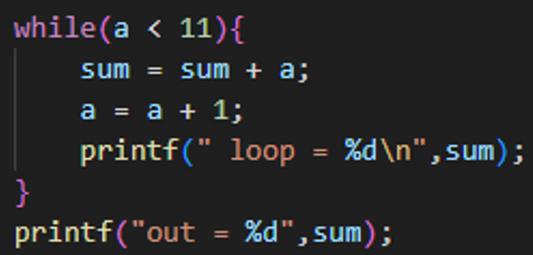 while(a < 11){
    sum = sum + a;
    a = a + 1;
    printf(" loop = %d\n",sum);
}
printf("out = %d",sum);